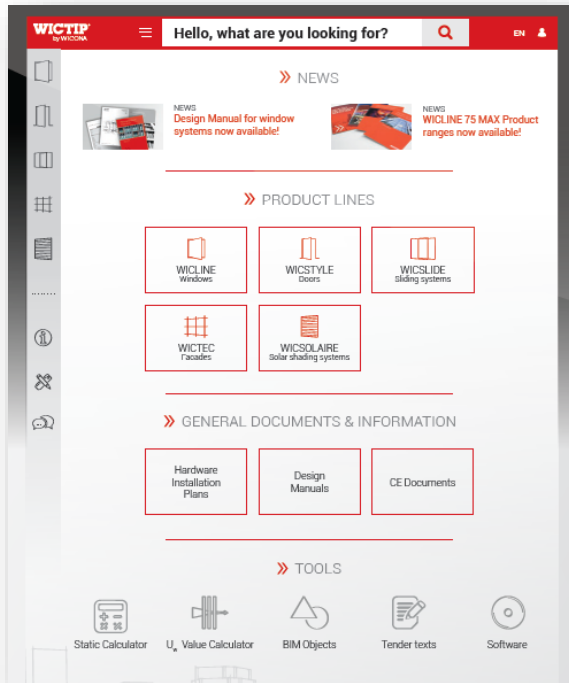 WICTIP
by WICONA
Hello, what are you looking for?
EN
NEWS
NEWS
Design Manual for window
systems now available!
NEWS
WICLINE 75 MAX Product
ranges now available!
PRODUCT LINES
WICLINE
Windows
WICSTYLE
Doors
WICSLIDE
Sliding systems
WICTEC
Facades
WICSOLAIRE
Solar shading systems
GENERAL DOCUMENTS & INFORMATION
Hardware
Installation
Plans
Design
Manuals
CE Documents
TOOLS
Static Calculator
Uw Value Calculator
BIM Objects
Tender texts
Software